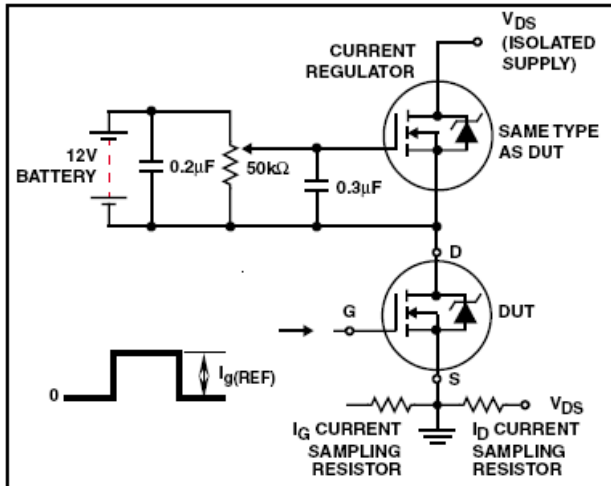 V_DS
(ISOLATED
SUPPLY)
CURRENT
REGULATOR
SAME TYPE
AS DUT
12V
BATTERY
0.2µF
50kΩ
0.3µF
D
G
DUT
S
0
I_g(REF)
V_DS
I_G CURRENT
SAMPLING
RESISTOR
I_D CURRENT
SAMPLING
RESISTOR